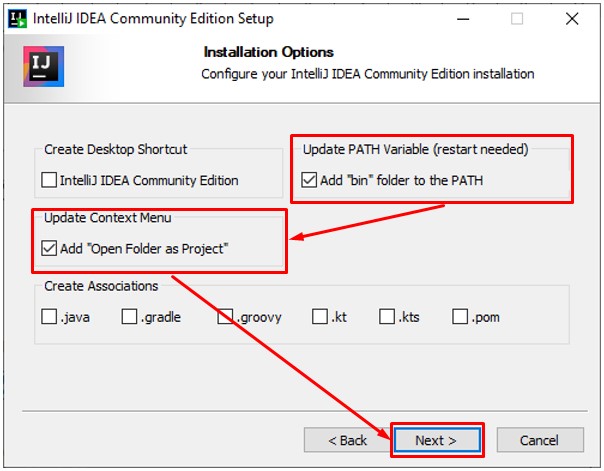 IntelliJ IDEA Community Edition Setup
IJ
Installation Options
Configure your IntelliJ IDEA Community Edition installation
Create Desktop Shortcut
IntelliJ IDEA Community Edition
Update PATH Variable (restart needed)
Add "bin" folder to the PATH
Update Context Menu
Add "Open Folder as Project"
Create Associations
.java .gradle .groovy .kt .kts .pom
< Back Next > Cancel